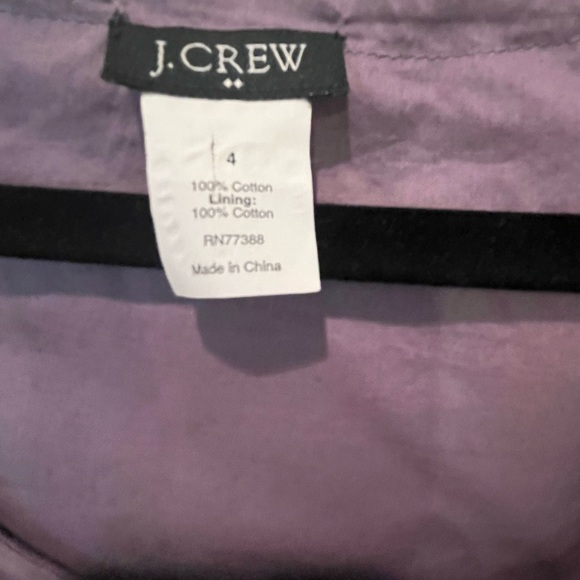 J.CREW
4
100% Cotton
Lining:
100% Cotton
RN77388
Made in China